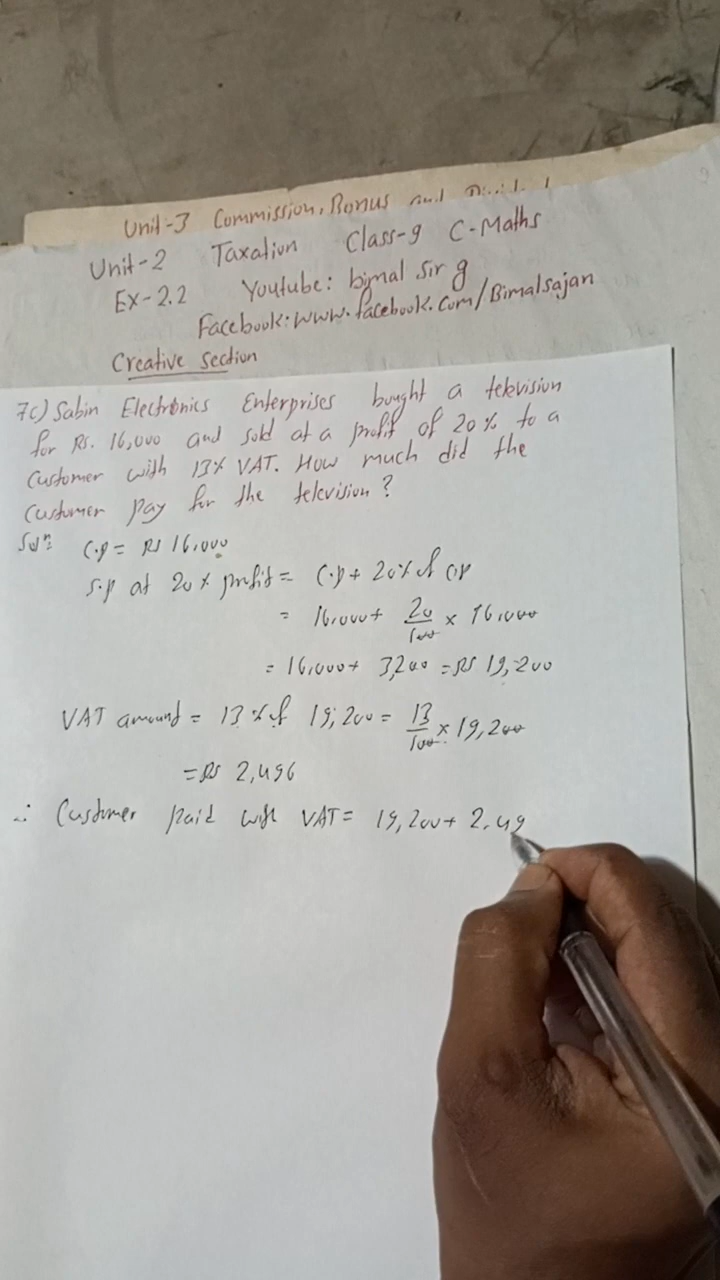 Unit-3 Commission, Bonus and
Unit-2 Taxation Class-9 C-Maths
Ex-2.2 Youtube: bimal sir g
Facebook: www.facebook.com/Bimalsajan
Creative section
7c) Sabin Electronics Enterprises bought a television
for Rs. 16,000 and sold at a profit of 20% to a
customer with 13% VAT. How much did the
customer pay for the television?
Solⁿ: C.p = Rs 16,000
S.p at 20% profit = C.p + 20% of CP
= 16,000 + 20/100 × 16,000
= 16,000 + 3,200 = Rs 19,200
VAT amount = 13% of 19,200 = 13/100 × 19,200
= Rs 2,496
∴ Customer paid with VAT = 19,200 + 2,49